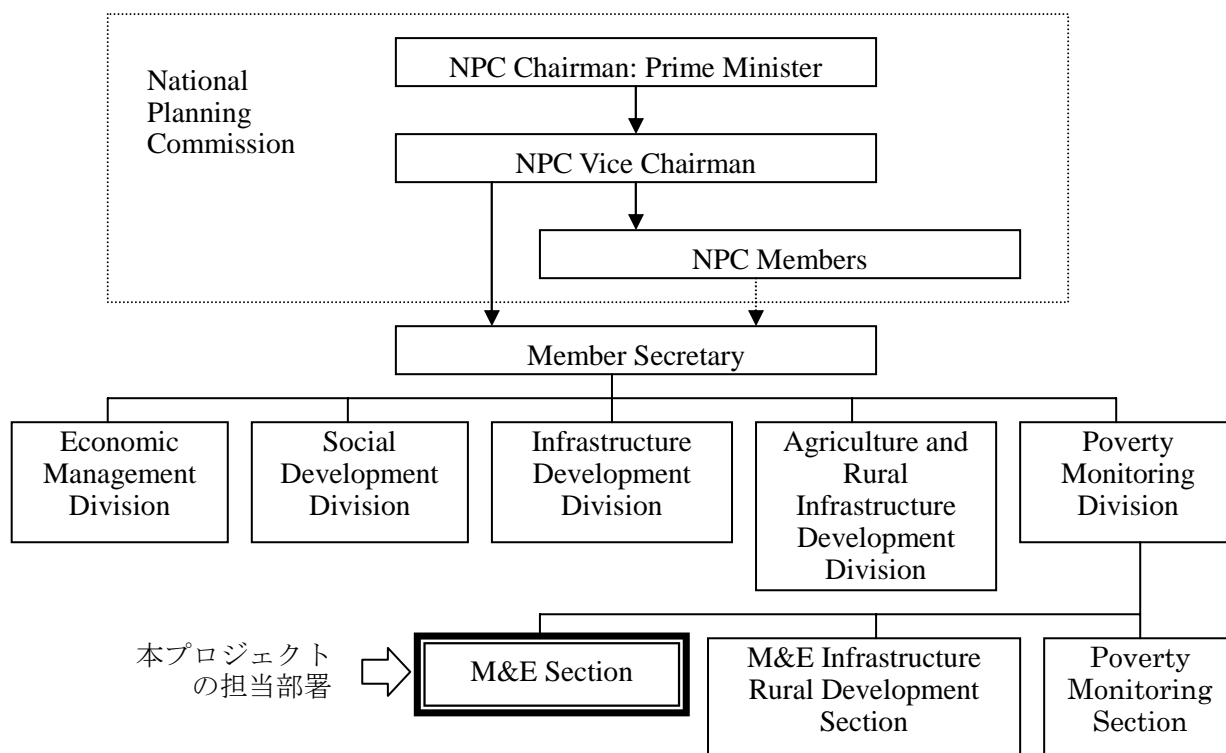 National
Planning
Commission
NPC Chairman: Prime Minister
NPC Vice Chairman
NPC Members
Member Secretary
Economic
Management
Division
Social
Development
Division
Infrastructure
Development
Division
Agriculture and
Rural
Infrastructure
Development
Division
Poverty
Monitoring
Division
本プロジェクト
の担当部署
M&E Section
M&E Infrastructure
Rural Development
Section
Poverty
Monitoring
Section